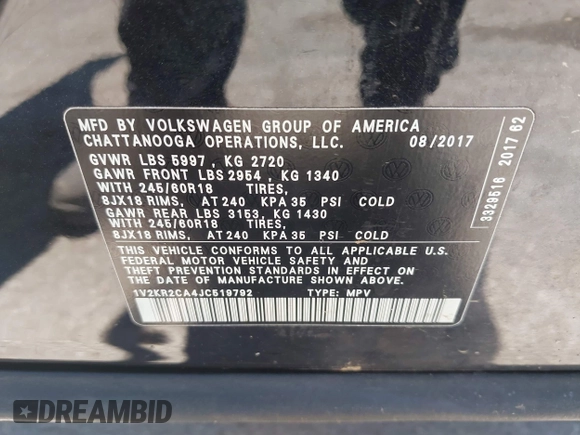 MFD BY VOLKSWAGEN GROUP OF AMERICA
CHATTANOOGA OPERATIONS, LLC. 08/2017
GVWR LBS 5997 , KG 2720
GAWR FRONT LBS 2954 , KG 1340
WITH 245/60R18 TIRES,
8JX18 RIMS, AT 240 KPA 35 PSI COLD
GAWR REAR LBS 3153, KG 1430
WITH 245/60R18 TIRES,
8JX18 RIMS, AT 240 KPA 35 PSI COLD
THIS VEHICLE CONFORMS TO ALL APPLICABLE U.S.
FEDERAL MOTOR VEHICLE SAFETY AND
THEFT PREVENTION STANDARDS IN EFFECT ON
THE DATE OF MANUFACTURE SHOWN ABOVE.
1V2KR2CA4JC519792 TYPE: MPV
3329516 2017 62
DREAMBID